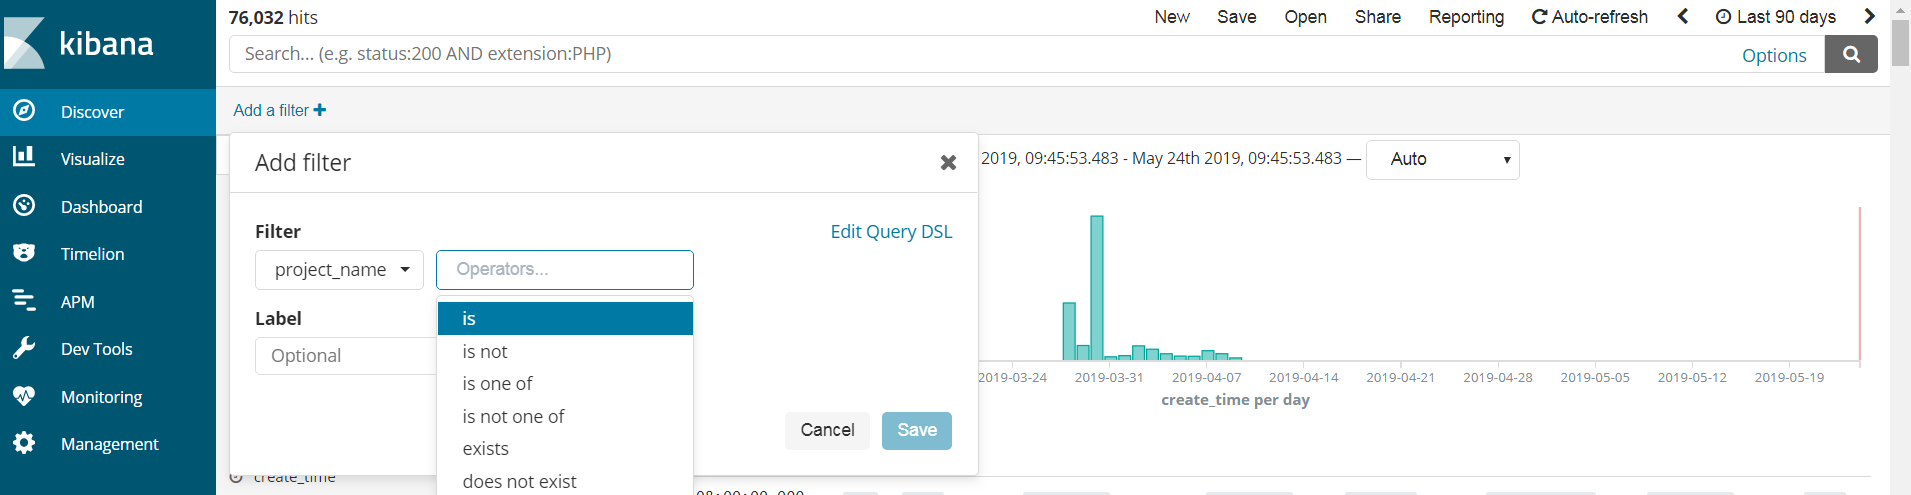 kibana
Discover
Visualize
Dashboard
Timelion
APM
Dev Tools
Monitoring
Management
76,032 hits
New Save Open Share Reporting Auto-refresh Last 90 days
Search... (e.g. status:200 AND extension:PHP) Options
Add a filter +
Add filter
2019, 09:45:53.483 - May 24th 2019, 09:45:53.483 — Auto
Filter Edit Query DSL
project_name Operators...
Label
Optional
is
is not
is one of
is not one of
exists
does not exist
Cancel Save
2019-03-24 2019-03-31 2019-04-07 2019-04-14 2019-04-21 2019-04-28 2019-05-05 2019-05-12 2019-05-19
create_time per day
create_time